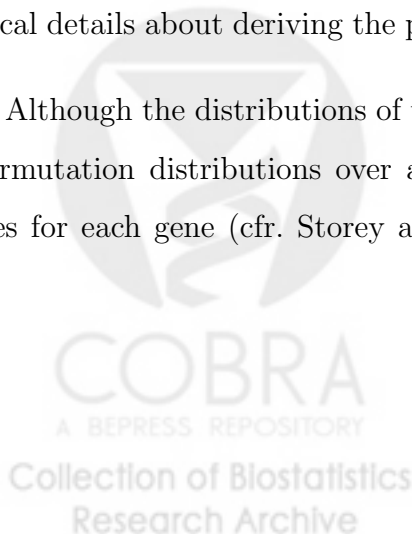 cal details about deriving the p
Although the distributions of
rmutation distributions over a
es for each gene (cfr. Storey a
COBRA
A BEPRESS REPOSITORY
Collection of Biostatistics
Research Archive